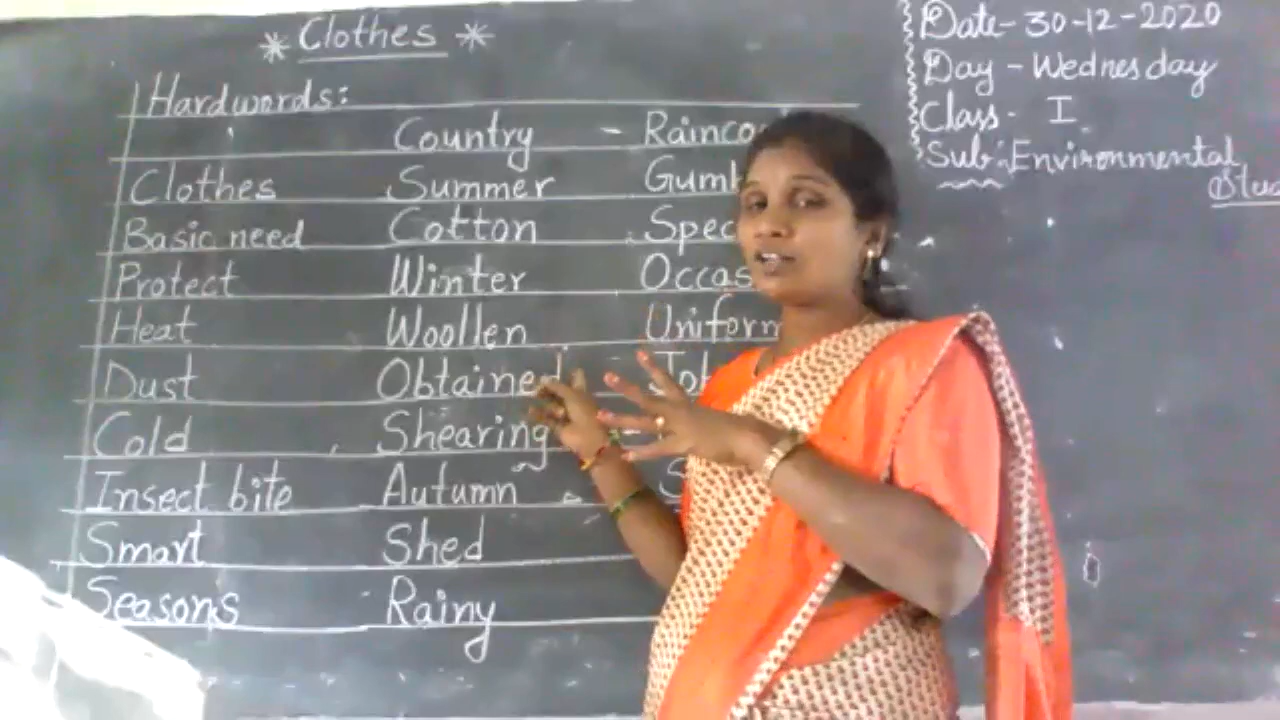 * Clothes *
Date- 30-12-2020
Day - Wednesday
Class- I
Sub:- Environmental
Hardwords:
Country -
Clothes Summer
Basic need Cotton
Protect Winter
Heat Woollen Uniform
Dust Obtained
Cold Shearing
Insect bite Autumn
Smart Shed
Seasons Rainy